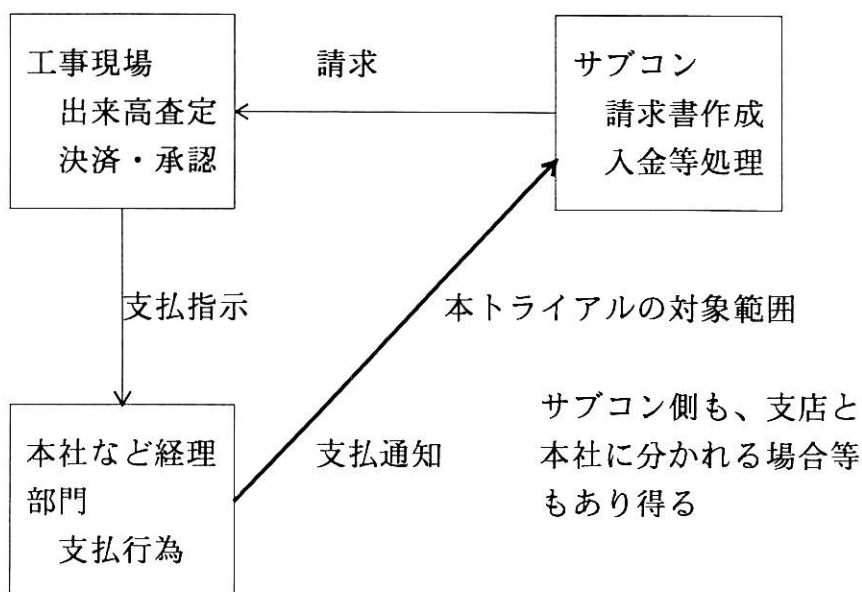 工事現場
出来高査定
決済・承認
請求
サブコン
請求書作成
入金等処理
支払指示
本トライアルの対象範囲
本社など経理
部門
支払行為
支払通知
サブコン側も、支店と
本社に分かれる場合等
もあり得る